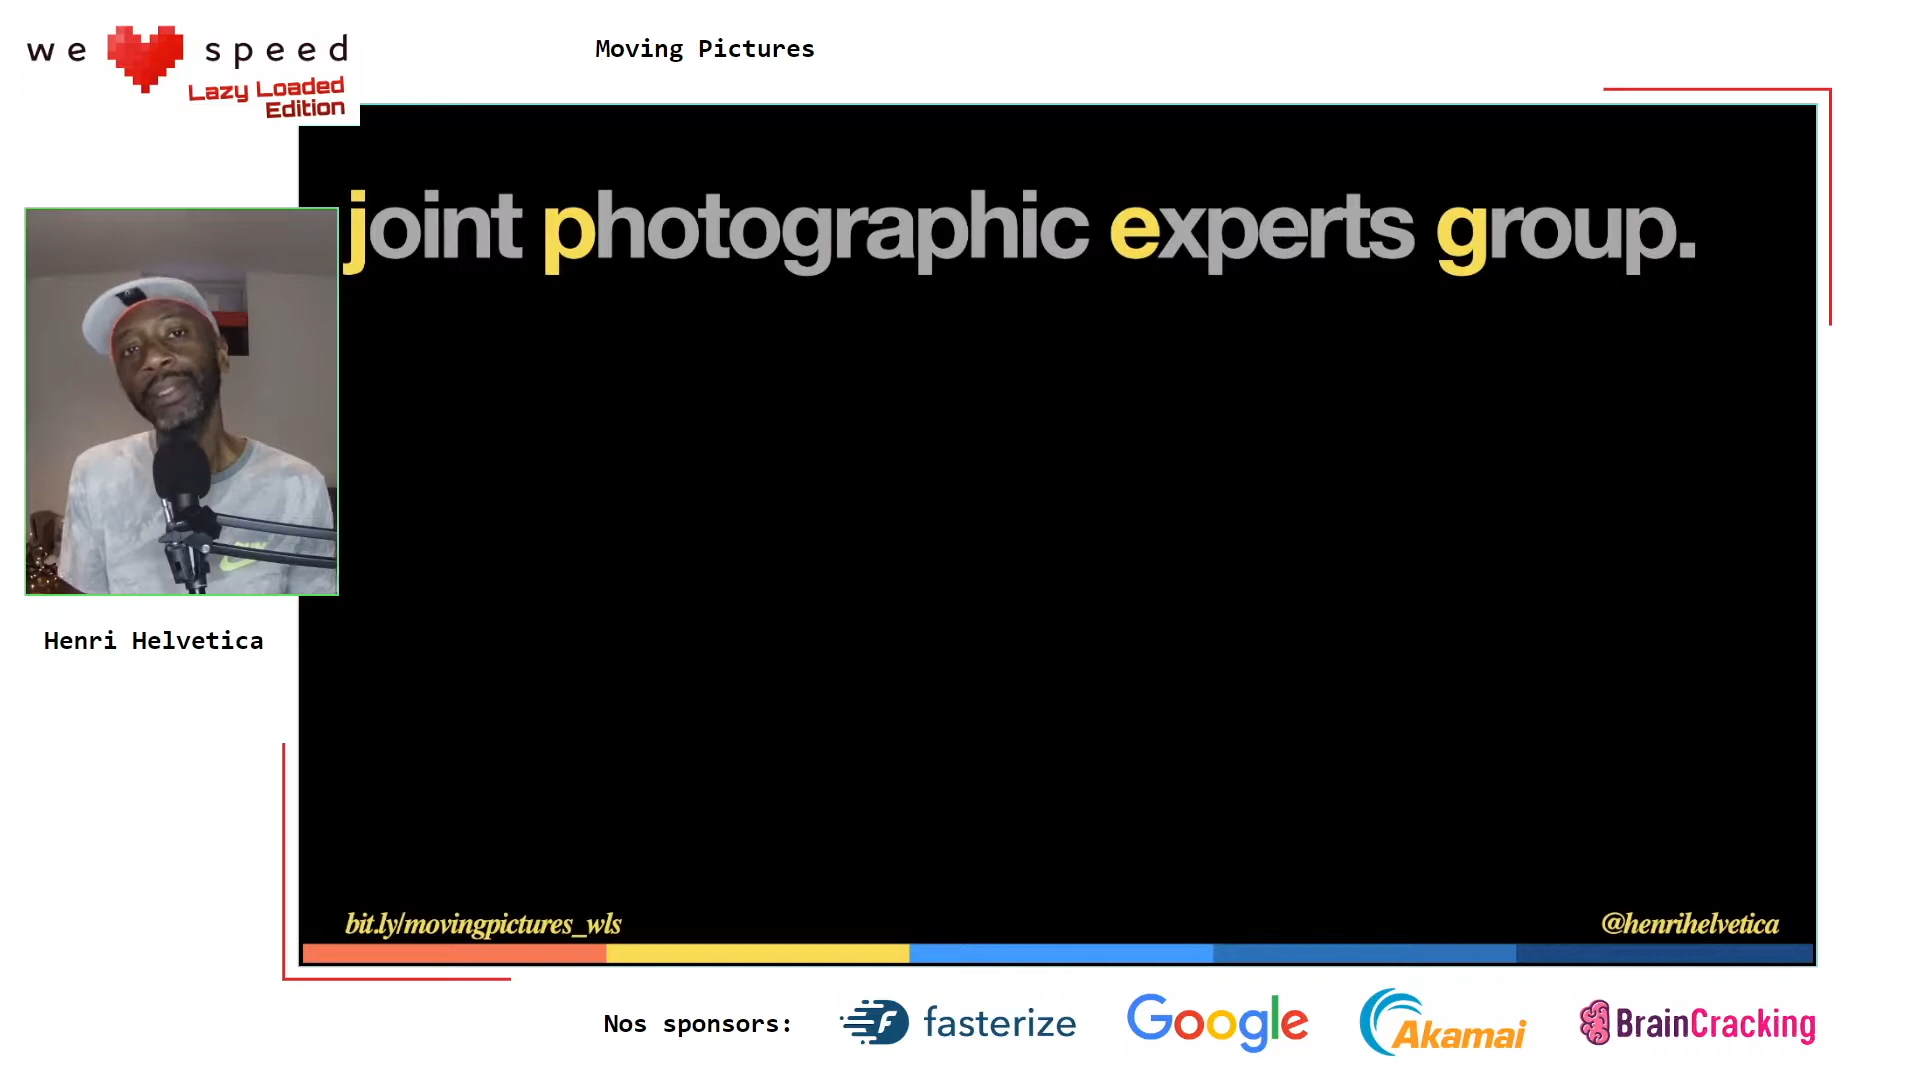 we speed
Lazy Loaded
Edition
Moving Pictures
joint photographic experts group.
Henri Helvetica
bit.ly/movingpictures_wls
@henrihelvetica
Nos sponsors:
fasterize
Google
Akamai
BrainCracking